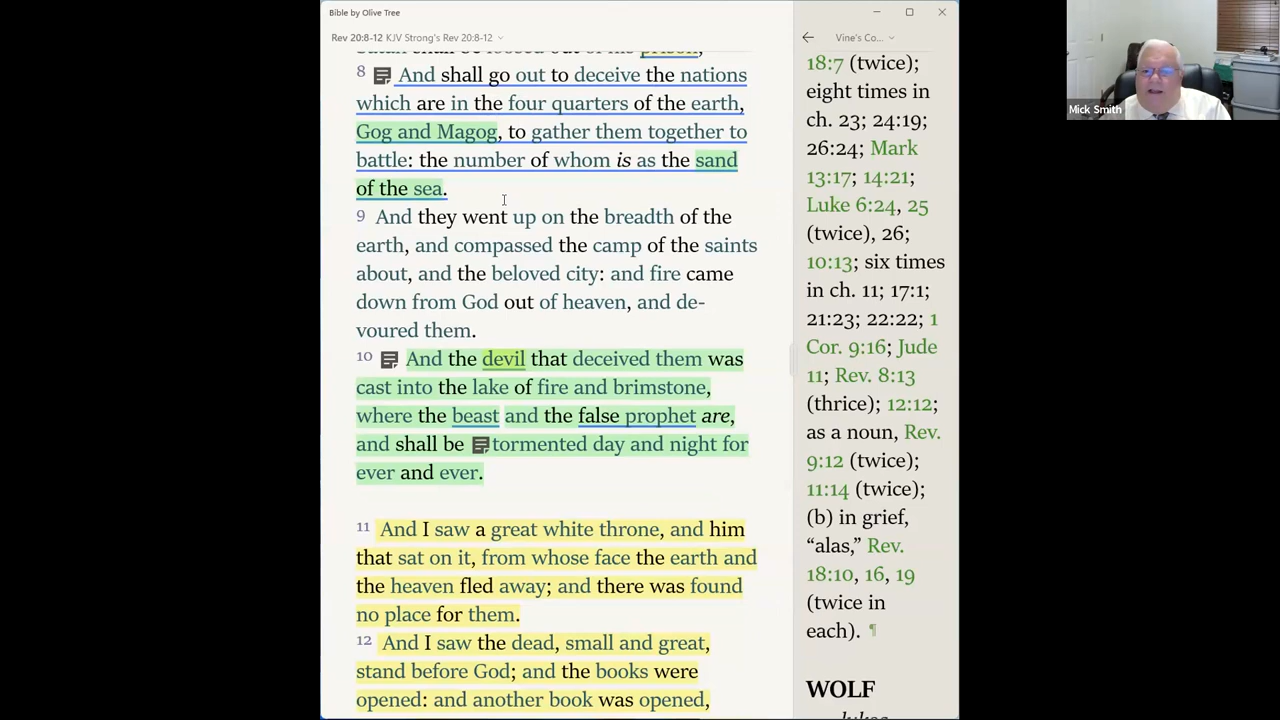 Bible by Olive Tree
Rev 20:8-12 KJV Strong's Rev 20:8-12
Satan shall be loosed out of his prison,
8 And shall go out to deceive the nations
which are in the four quarters of the earth,
Gog and Magog, to gather them together to
battle: the number of whom is as the sand
of the sea.
9 And they went up on the breadth of the
earth, and compassed the camp of the saints
about, and the beloved city: and fire came
down from God out of heaven, and de-
voured them.
10 And the devil that deceived them was
cast into the lake of fire and brimstone,
where the beast and the false prophet are,
and shall be tormented day and night for
ever and ever.
11 And I saw a great white throne, and him
that sat on it, from whose face the earth and
the heaven fled away; and there was found
no place for them.
12 And I saw the dead, small and great,
stand before God; and the books were
opened: and another book was opened,
Vine's Co...
18:7 (twice);
eight times in
ch. 23; 24:19;
26:24; Mark
13:17; 14:21;
Luke 6:24, 25
(twice), 26;
10:13; six times
in ch. 11; 17:1;
21:23; 22:22; 1
Cor. 9:16; Jude
11; Rev. 8:13
(thrice); 12:12;
as a noun, Rev.
9:12 (twice);
11:14 (twice);
(b) in grief,
“alas,” Rev.
18:10, 16, 19
(twice in
each). ¶
WOLF
lukos
Mick Smith